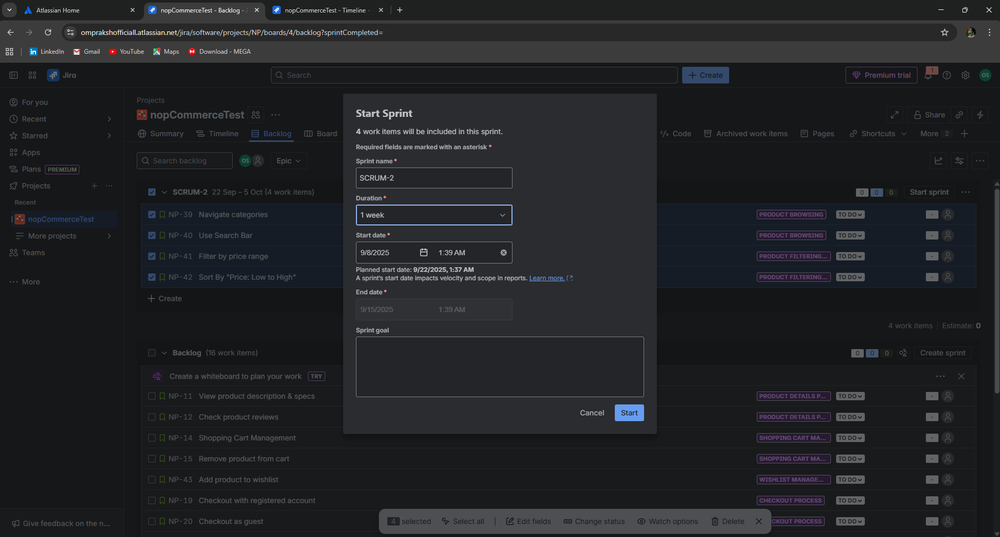 Atlassian Home
nopCommerceTest - Backlog -
nopCommerceTest - Timeline -
omprakshofficiall.atlassian.net/jira/software/projects/NP/boards/4/backlog?sprintCompleted=
LinkedIn
Gmail
YouTube
Maps
Download - MEGA
Jira
Search
Create
Premium trial
1
OS
For you
Recent
Starred
Apps
Plans PREMIUM
Projects
Recent
nopCommerceTest
More projects
Teams
More
Give feedback on the n...
Projects
nopCommerceTest
Summary
Timeline
Backlog
Board
Code
Archived work items
Pages
Shortcuts
More 2
Share
Search backlog
OS
Epic
SCRUM-2 22 Sep – 5 Oct (4 work items)
0 0 0 Start sprint
NP-39 Navigate categories
PRODUCT BROWSING TO DO -
NP-40 Use Search Bar
PRODUCT BROWSING TO DO -
NP-41 Filter by price range
PRODUCT FILTERING... TO DO -
NP-42 Sort By "Price: Low to High"
PRODUCT FILTERING... TO DO -
Create
4 work items Estimate: 0
Backlog (16 work items)
0 0 0 Create sprint
Create a whiteboard to plan your work TRY
NP-11 View product description & specs
PRODUCT DETAILS P... TO DO -
NP-12 Check product reviews
PRODUCT DETAILS P... TO DO -
NP-14 Shopping Cart Management
SHOPPING CART MA... TO DO -
NP-15 Remove product from cart
SHOPPING CART MA... TO DO -
NP-43 Add product to wishlist
WISHLIST MANAGE... TO DO -
NP-19 Checkout with registered account
CHECKOUT PROCESS TO DO -
NP-20 Checkout as guest
CKOUT PROCESS TO DO -
Start Sprint
4 work items will be included in this sprint.
Required fields are marked with an asterisk *
Sprint name *
SCRUM-2
Duration *
1 week
Start date *
9/8/2025 1:39 AM
Planned start date: 9/22/2025, 1:37 AM
A sprint's start date impacts velocity and scope in reports. Learn more.
End date *
9/15/2025 1:39 AM
Sprint goal
Cancel
Start
4 selected
Select all
Edit fields
Change status
Watch options
Delete